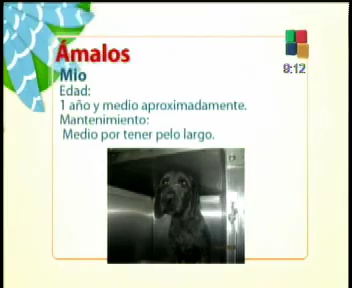 Ámalos
Mio
8:12
Edad:
1 año y medio aproximadamente.
Mantenimiento:
Medio por tener pelo largo.